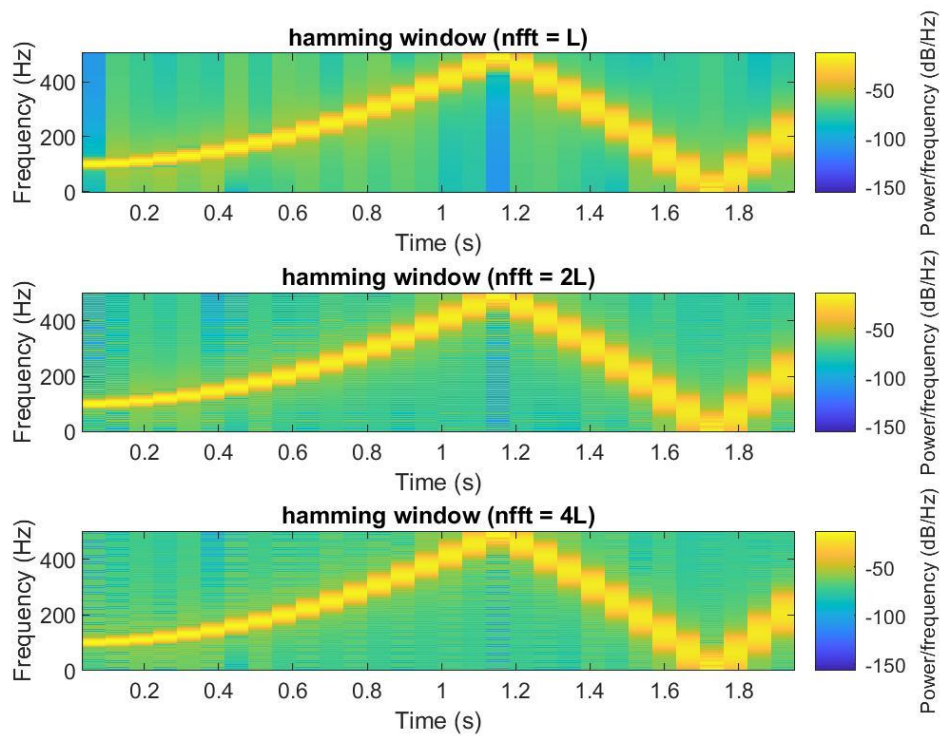 hamming window (nfft = L)
Frequency (Hz)
400
200
0
0.2 0.4 0.6 0.8 1 1.2 1.4 1.6 1.8
Time (s)
-50
-100
-150
Power/frequency (dB/Hz)
hamming window (nfft = 2L)
Frequency (Hz)
400
200
0
0.2 0.4 0.6 0.8 1 1.2 1.4 1.6 1.8
Time (s)
-50
-100
-150
Power/frequency (dB/Hz)
hamming window (nfft = 4L)
Frequency (Hz)
400
200
0
0.2 0.4 0.6 0.8 1 1.2 1.4 1.6 1.8
Time (s)
-50
-100
-150
Power/frequency (dB/Hz)